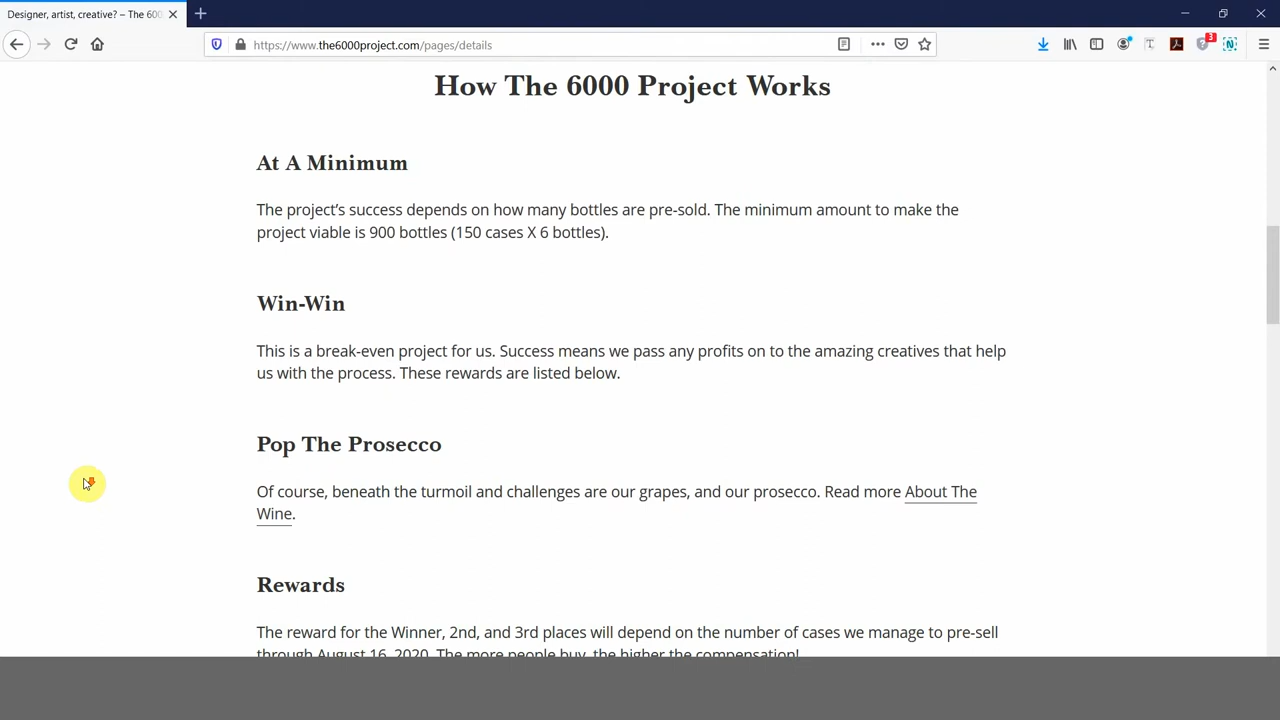 Designer, artist, creative? – The 600
https://www.the6000project.com/pages/details
3
How The 6000 Project Works
At A Minimum
The project’s success depends on how many bottles are pre-sold. The minimum amount to make the
project viable is 900 bottles (150 cases X 6 bottles).
Win-Win
This is a break-even project for us. Success means we pass any profits on to the amazing creatives that help
us with the process. These rewards are listed below.
Pop The Prosecco
Of course, beneath the turmoil and challenges are our grapes, and our prosecco. Read more About The
Wine.
Rewards
The reward for the Winner, 2nd, and 3rd places will depend on the number of cases we manage to pre-sell
through August 16, 2020. The more people buy, the higher the compensation!